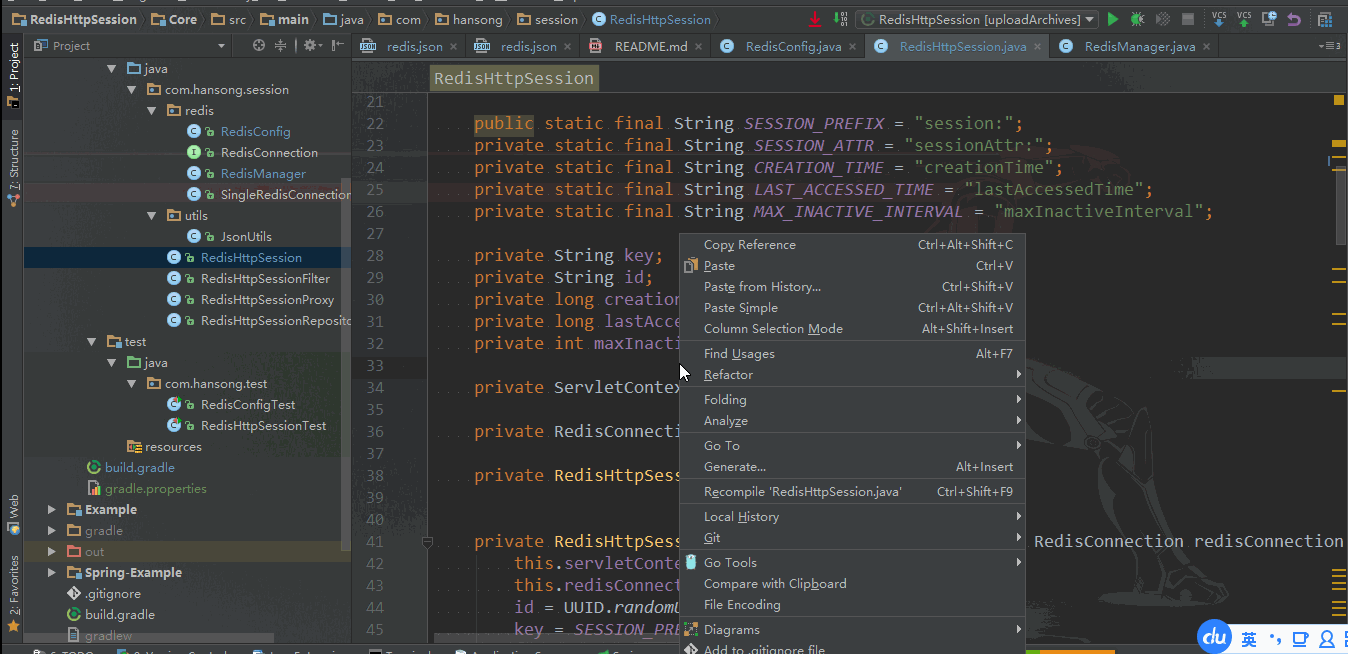 RedisHttpSession Core src main java com hansong session RedisHttpSession RedisHttpSession [uploadArchives] VCS VCS
Project redis.json redis.json README.md RedisConfig.java RedisHttpSession.java RedisManager.java
1: Project
7: Structure
Web
2: Favorites
java
com.hansong.session
redis
RedisConfig
RedisConnection
RedisManager
SingleRedisConnection
utils
JsonUtils
RedisHttpSession
RedisHttpSessionFilter
RedisHttpSessionProxy
RedisHttpSessionReposito
test
java
com.hansong.test
RedisConfigTest
RedisHttpSessionTest
resources
build.gradle
gradle.properties
Example
gradle
out
Spring-Example
.gitignore
build.gradle
gradlew
RedisHttpSession
21
22 public static final String SESSION_PREFIX = "session:";
23 private static final String SESSION_ATTR = "sessionAttr:";
24 private static final String CREATION_TIME = "creationTime";
25 private static final String LAST_ACCESSED_TIME = "lastAccessedTime";
26 private static final String MAX_INACTIVE_INTERVAL = "maxInactiveInterval";
27
28 private String key;
29 private String id;
30 private long creation
31 private long lastAcce
32 private int maxInacti
33
34 private ServletContex
35
36 private RedisConnecti
37
38 private RedisHttpSess
39
40
41 private RedisHttpSess RedisConnection redisConnection
42 this.servletConte
43 this.redisConnect
44 id = UUID.randomU
45 key = SESSION_PRE
Copy Reference Ctrl+Alt+Shift+C
Paste Ctrl+V
Paste from History... Ctrl+Shift+V
Paste Simple Ctrl+Alt+Shift+V
Column Selection Mode Alt+Shift+Insert
Find Usages Alt+F7
Refactor
Folding
Analyze
Go To
Generate... Alt+Insert
Recompile 'RedisHttpSession.java' Ctrl+Shift+F9
Local History
Git
Go Tools
Compare with Clipboard
File Encoding
Diagrams
Add to .gitignore file
du 英